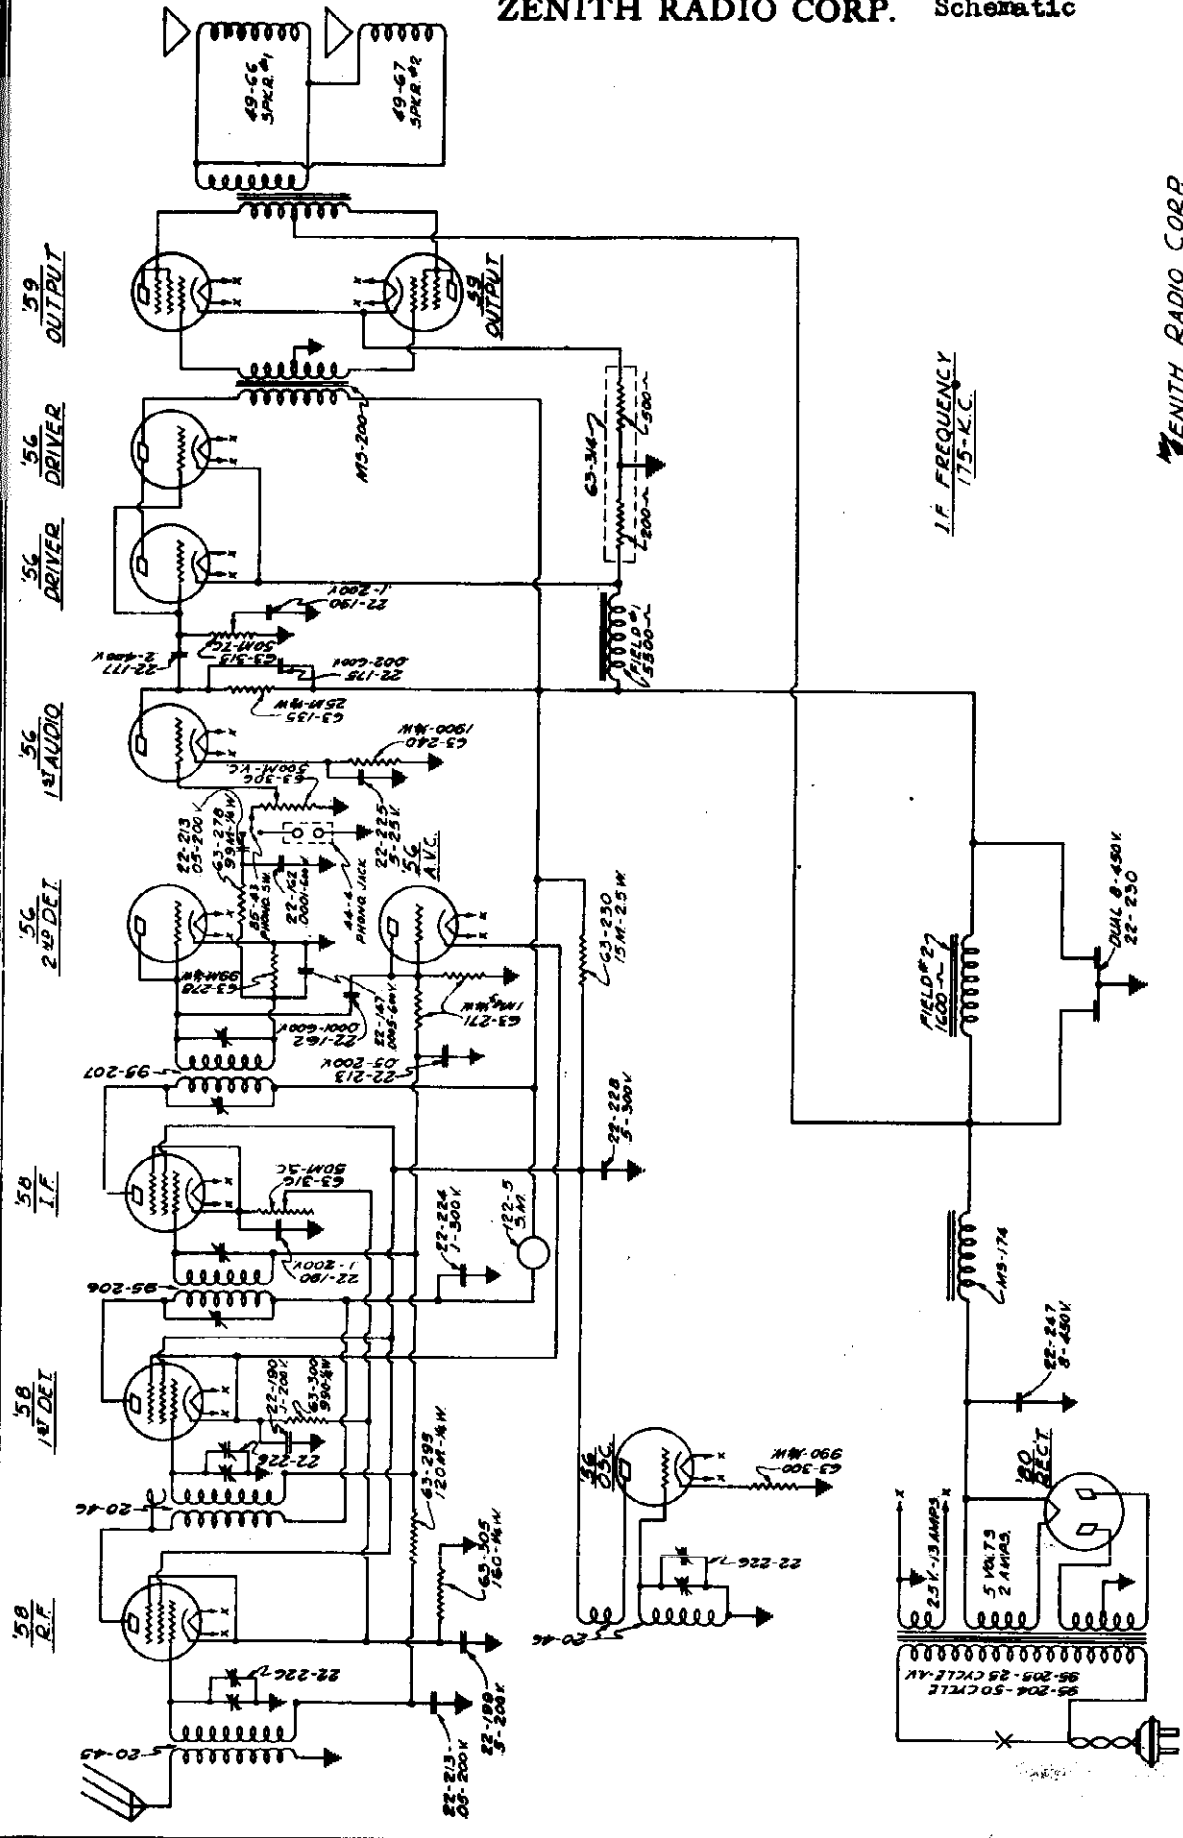 ZENITH RADIO CORP. Schematic
49-66
SPKR. #1
49-67
SPKR. #2
'59
OUTPUT
'59
OUTPUT
'56
DRIVER
'56
DRIVER
MS-200
'56
1ST AUDIO
'56
2ND DET.
'58
I.F.
'58
1ST DET.
'58
R.F.
63-314
500~
200~
FIELD #1
5500~
22-190
.1-200V
50M-T.C.
63-315
22-177
2-400V
22-175
.002-600V
63-135
25M-½W
63-240
1900-¼W
63-306
500M-V.C.
22-225
5-25V.
'56
A.V.C.
22-213
.05-200V.
63-278
99M-¼W.
85-43
PHONO. SW.
22-162
.0001-600V
44-4
PHONO. JACK
63-278
99M-¼W
22-167
.0005-600V
22-162
.0001-600V
63-271
22-213
.05-200V
95-207
63-230
15M-2.5W.
22-228
.5-300V.
63-316
50M-S.C
22-190
.1-200V
95-206
22-224
.1-300V.
122-5
S.M.
22-190
.1-200V.
63-300
990-¼W
22-226
20-46
63-295
120M-¼W.
63-305
160-¼W
22-226
20-45
22-213
.05-200V
22-188
.5-200V
'56
OSC.
63-300
990-¼W.
22-226
20-46
I.F. FREQUENCY
175-K.C.
ZENITH RADIO CORP.
FIELD #2
1600~
DUAL 8-450V.
22-230
MS-174
22-247
8-450V.
'80
RECT.
2.5 V.-13 AMPS.
5 VOLTS
2 AMPS.
95-204-50 CYCLE
95-205-25 CYCLE